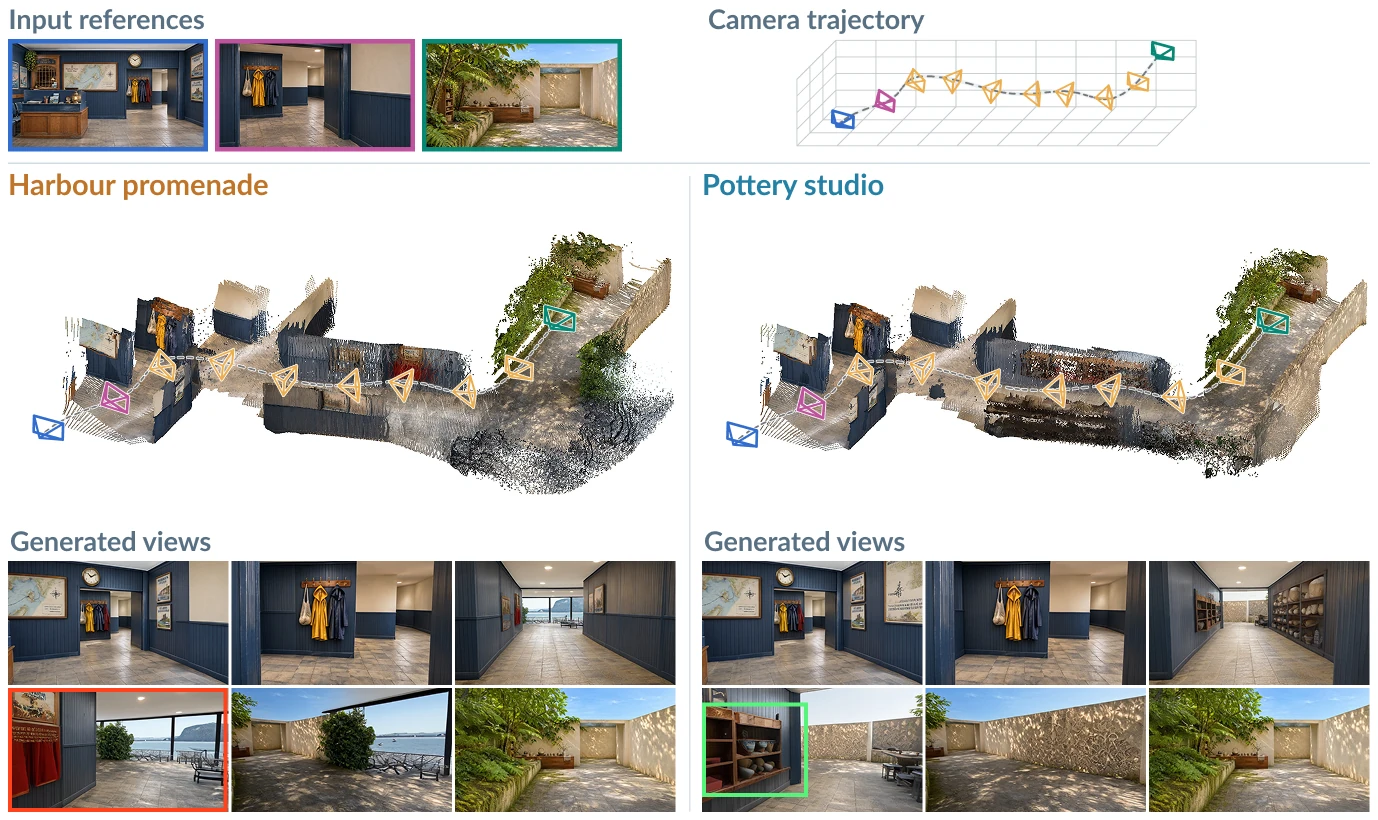 Input references
Camera trajectory
Harbour promenade
Pottery studio
Generated views
Generated views